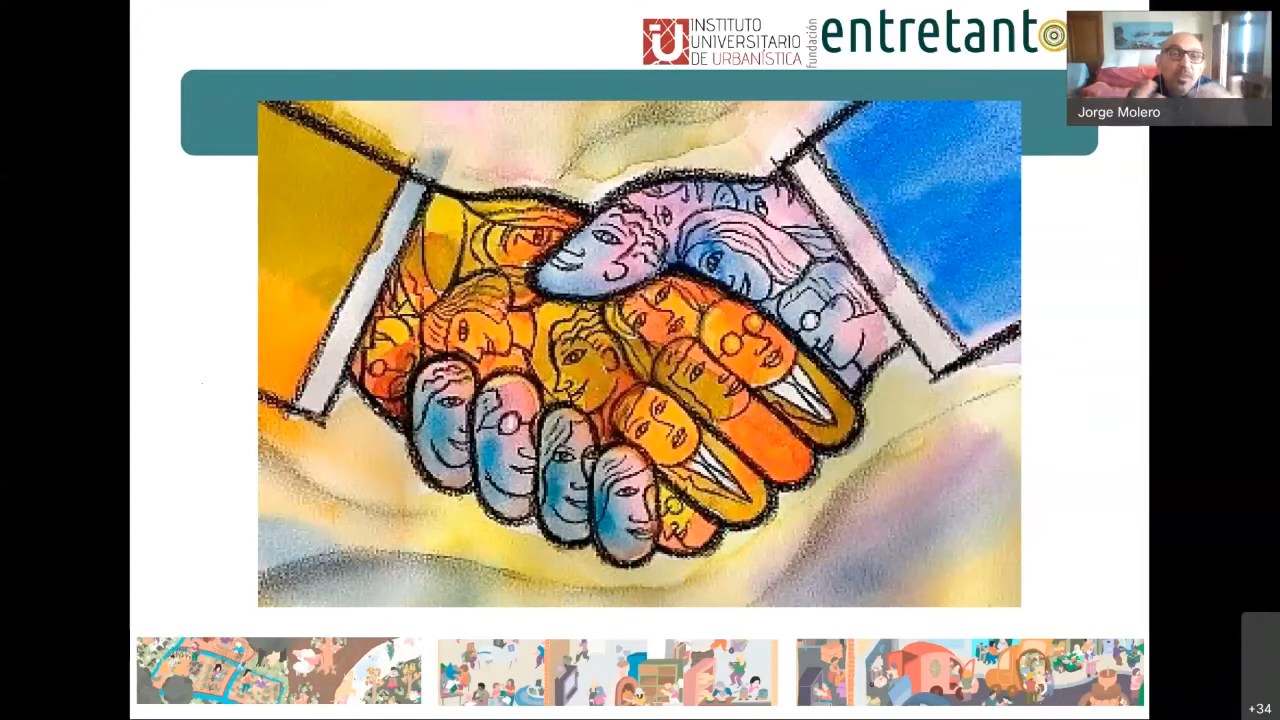 INSTITUTO
UNIVERSITARIO
DE URBANÍSTICA
fundación
entretanto
Jorge Molero
+34